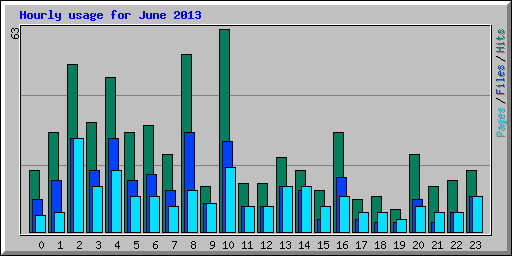 Hourly usage for June 2013
63
Pages/Files/Hits
0 1 2 3 4 5 6 7 8 9 10 11 12 13 14 15 16 17 18 19 20 21 22 23